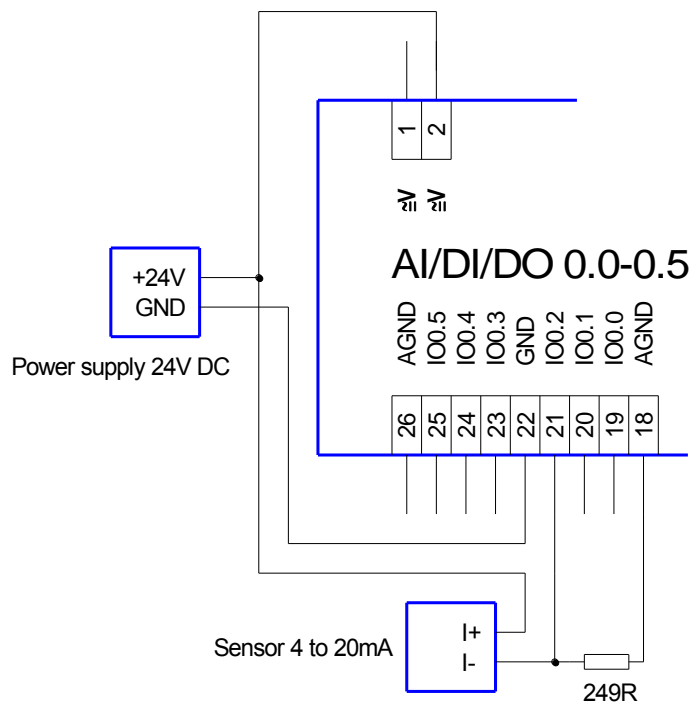 1
2
≅V
≅V
+24V
GND
Power supply 24V DC
AI/DI/DO 0.0-0.5
AGND
IO0.5
IO0.4
IO0.3
GND
IO0.2
IO0.1
IO0.0
AGND
26
25
24
23
22
21
20
19
18
Sensor 4 to 20mA
I+
I-
249R